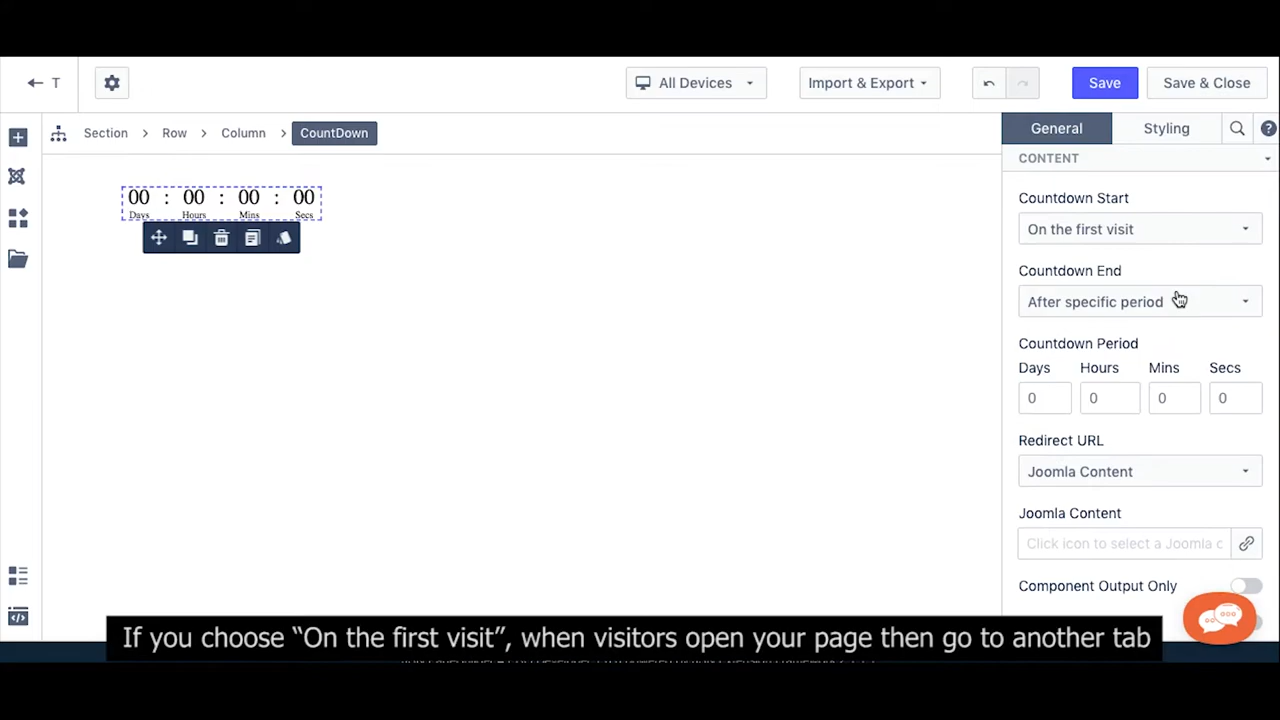 T
All Devices
Import & Export
Save
Save & Close
Section
Row
Column
CountDown
General
Styling
CONTENT
00 : 00 : 00 : 00
Days Hours Mins Secs
Countdown Start
On the first visit
Countdown End
After specific period
Countdown Period
Days Hours Mins Secs
0 0 0 0
Redirect URL
Joomla Content
Joomla Content
Click icon to select a Joomla c
Component Output Only
If you choose “On the first visit”, when visitors open your page then go to another tab